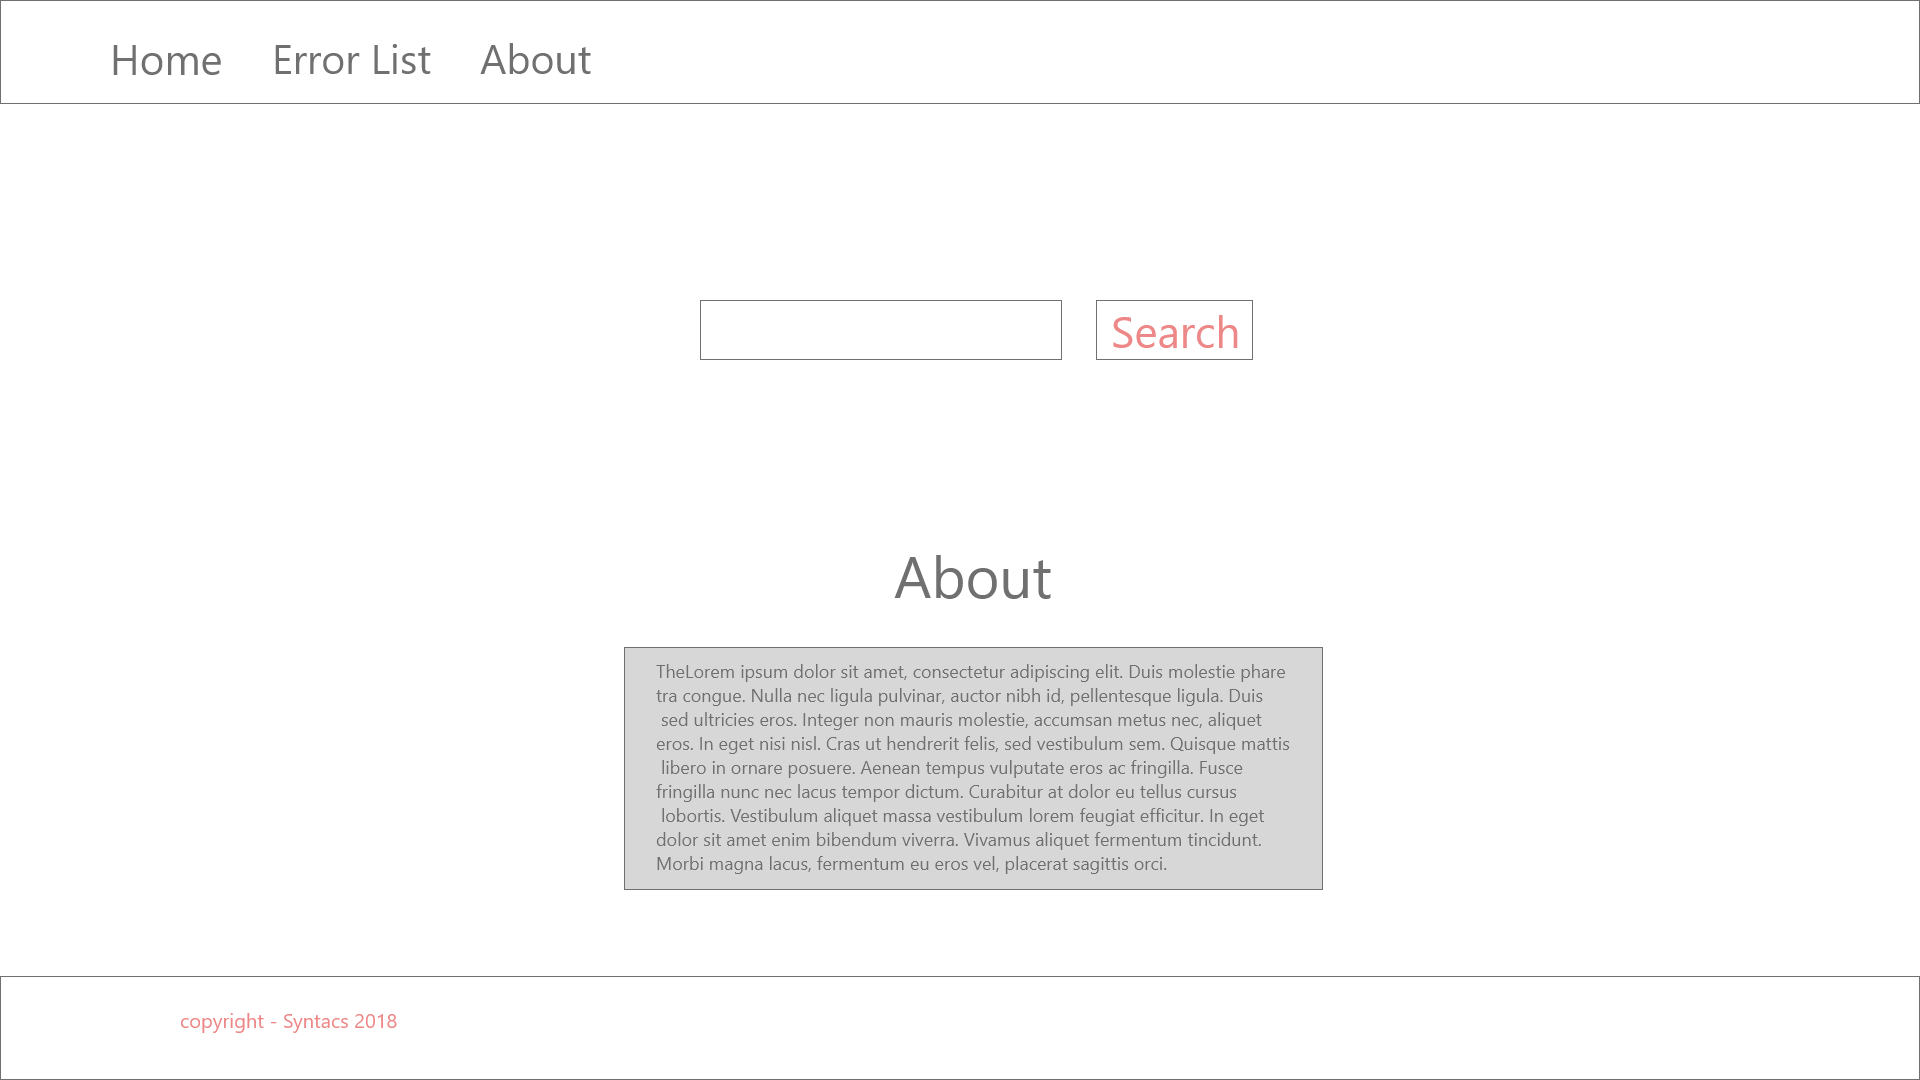 Home Error List About
Search
About
TheLorem ipsum dolor sit amet, consectetur adipiscing elit. Duis molestie phare
tra congue. Nulla nec ligula pulvinar, auctor nibh id, pellentesque ligula. Duis
sed ultricies eros. Integer non mauris molestie, accumsan metus nec, aliquet
eros. In eget nisi nisl. Cras ut hendrerit felis, sed vestibulum sem. Quisque mattis
libero in ornare posuere. Aenean tempus vulputate eros ac fringilla. Fusce
fringilla nunc nec lacus tempor dictum. Curabitur at dolor eu tellus cursus
lobortis. Vestibulum aliquet massa vestibulum lorem feugiat efficitur. In eget
dolor sit amet enim bibendum viverra. Vivamus aliquet fermentum tincidunt.
Morbi magna lacus, fermentum eu eros vel, placerat sagittis orci.
copyright - Syntacs 2018